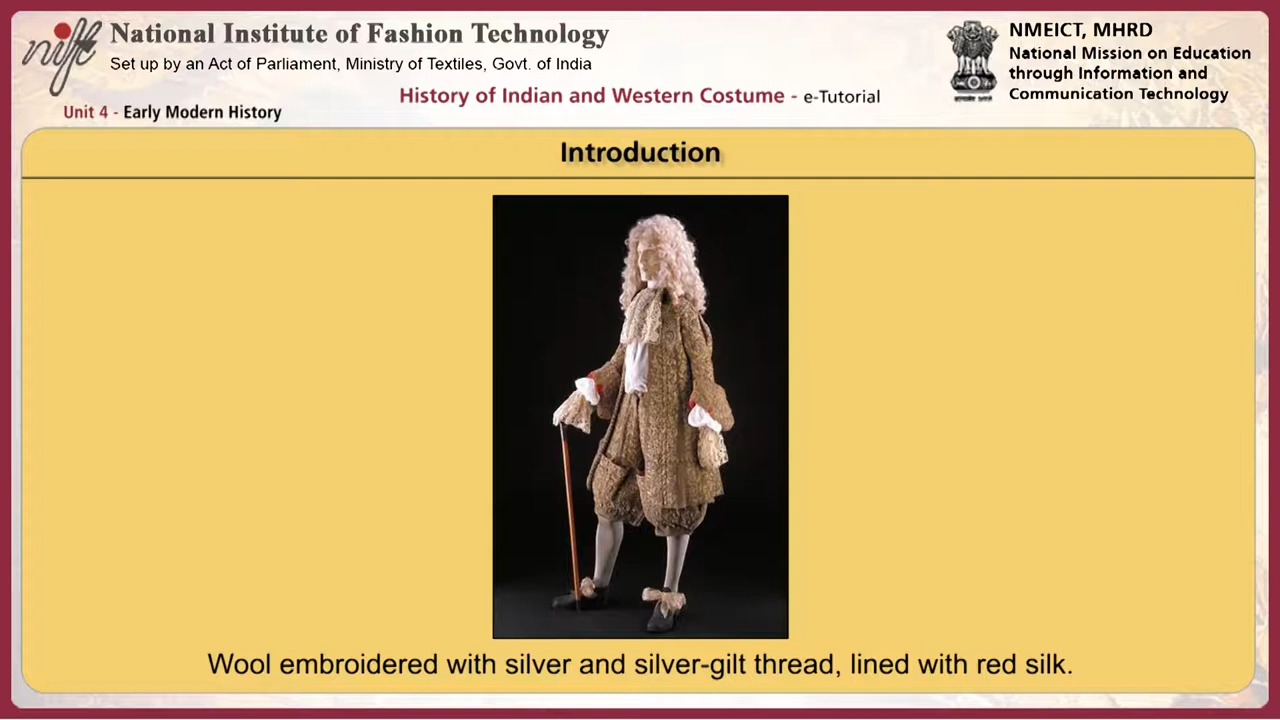 nift
National Institute of Fashion Technology
Set up by an Act of Parliament, Ministry of Textiles, Govt. of India
NMEICT, MHRD
National Mission on Education
through Information and
Communication Technology
History of Indian and Western Costume - e-Tutorial
Unit 4 - Early Modern History
Introduction
Wool embroidered with silver and silver-gilt thread, lined with red silk.